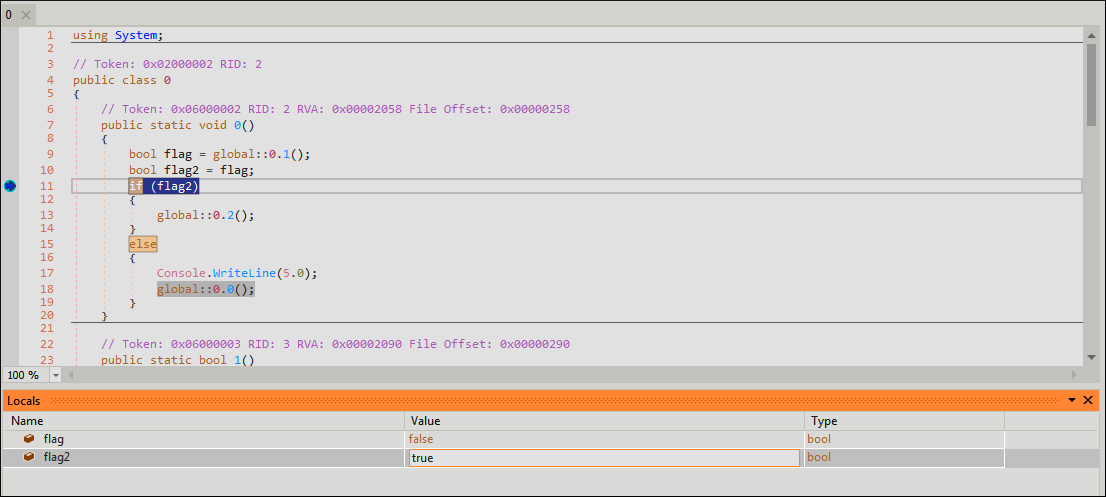 0
1 using System;
2
3 // Token: 0x02000002 RID: 2
4 public class 0
5 {
6 // Token: 0x06000002 RID: 2 RVA: 0x00002058 File Offset: 0x00000258
7 public static void 0()
8 {
9 bool flag = global::0.1();
10 bool flag2 = flag;
11 if (flag2)
12 {
13 global::0.2();
14 }
15 else
16 {
17 Console.WriteLine(5.0);
18 global::0.0();
19 }
20 }
21
22 // Token: 0x06000003 RID: 3 RVA: 0x00002090 File Offset: 0x00000290
23 public static bool 1()
100 %
Locals
Name Value Type
flag false bool
flag2 true bool